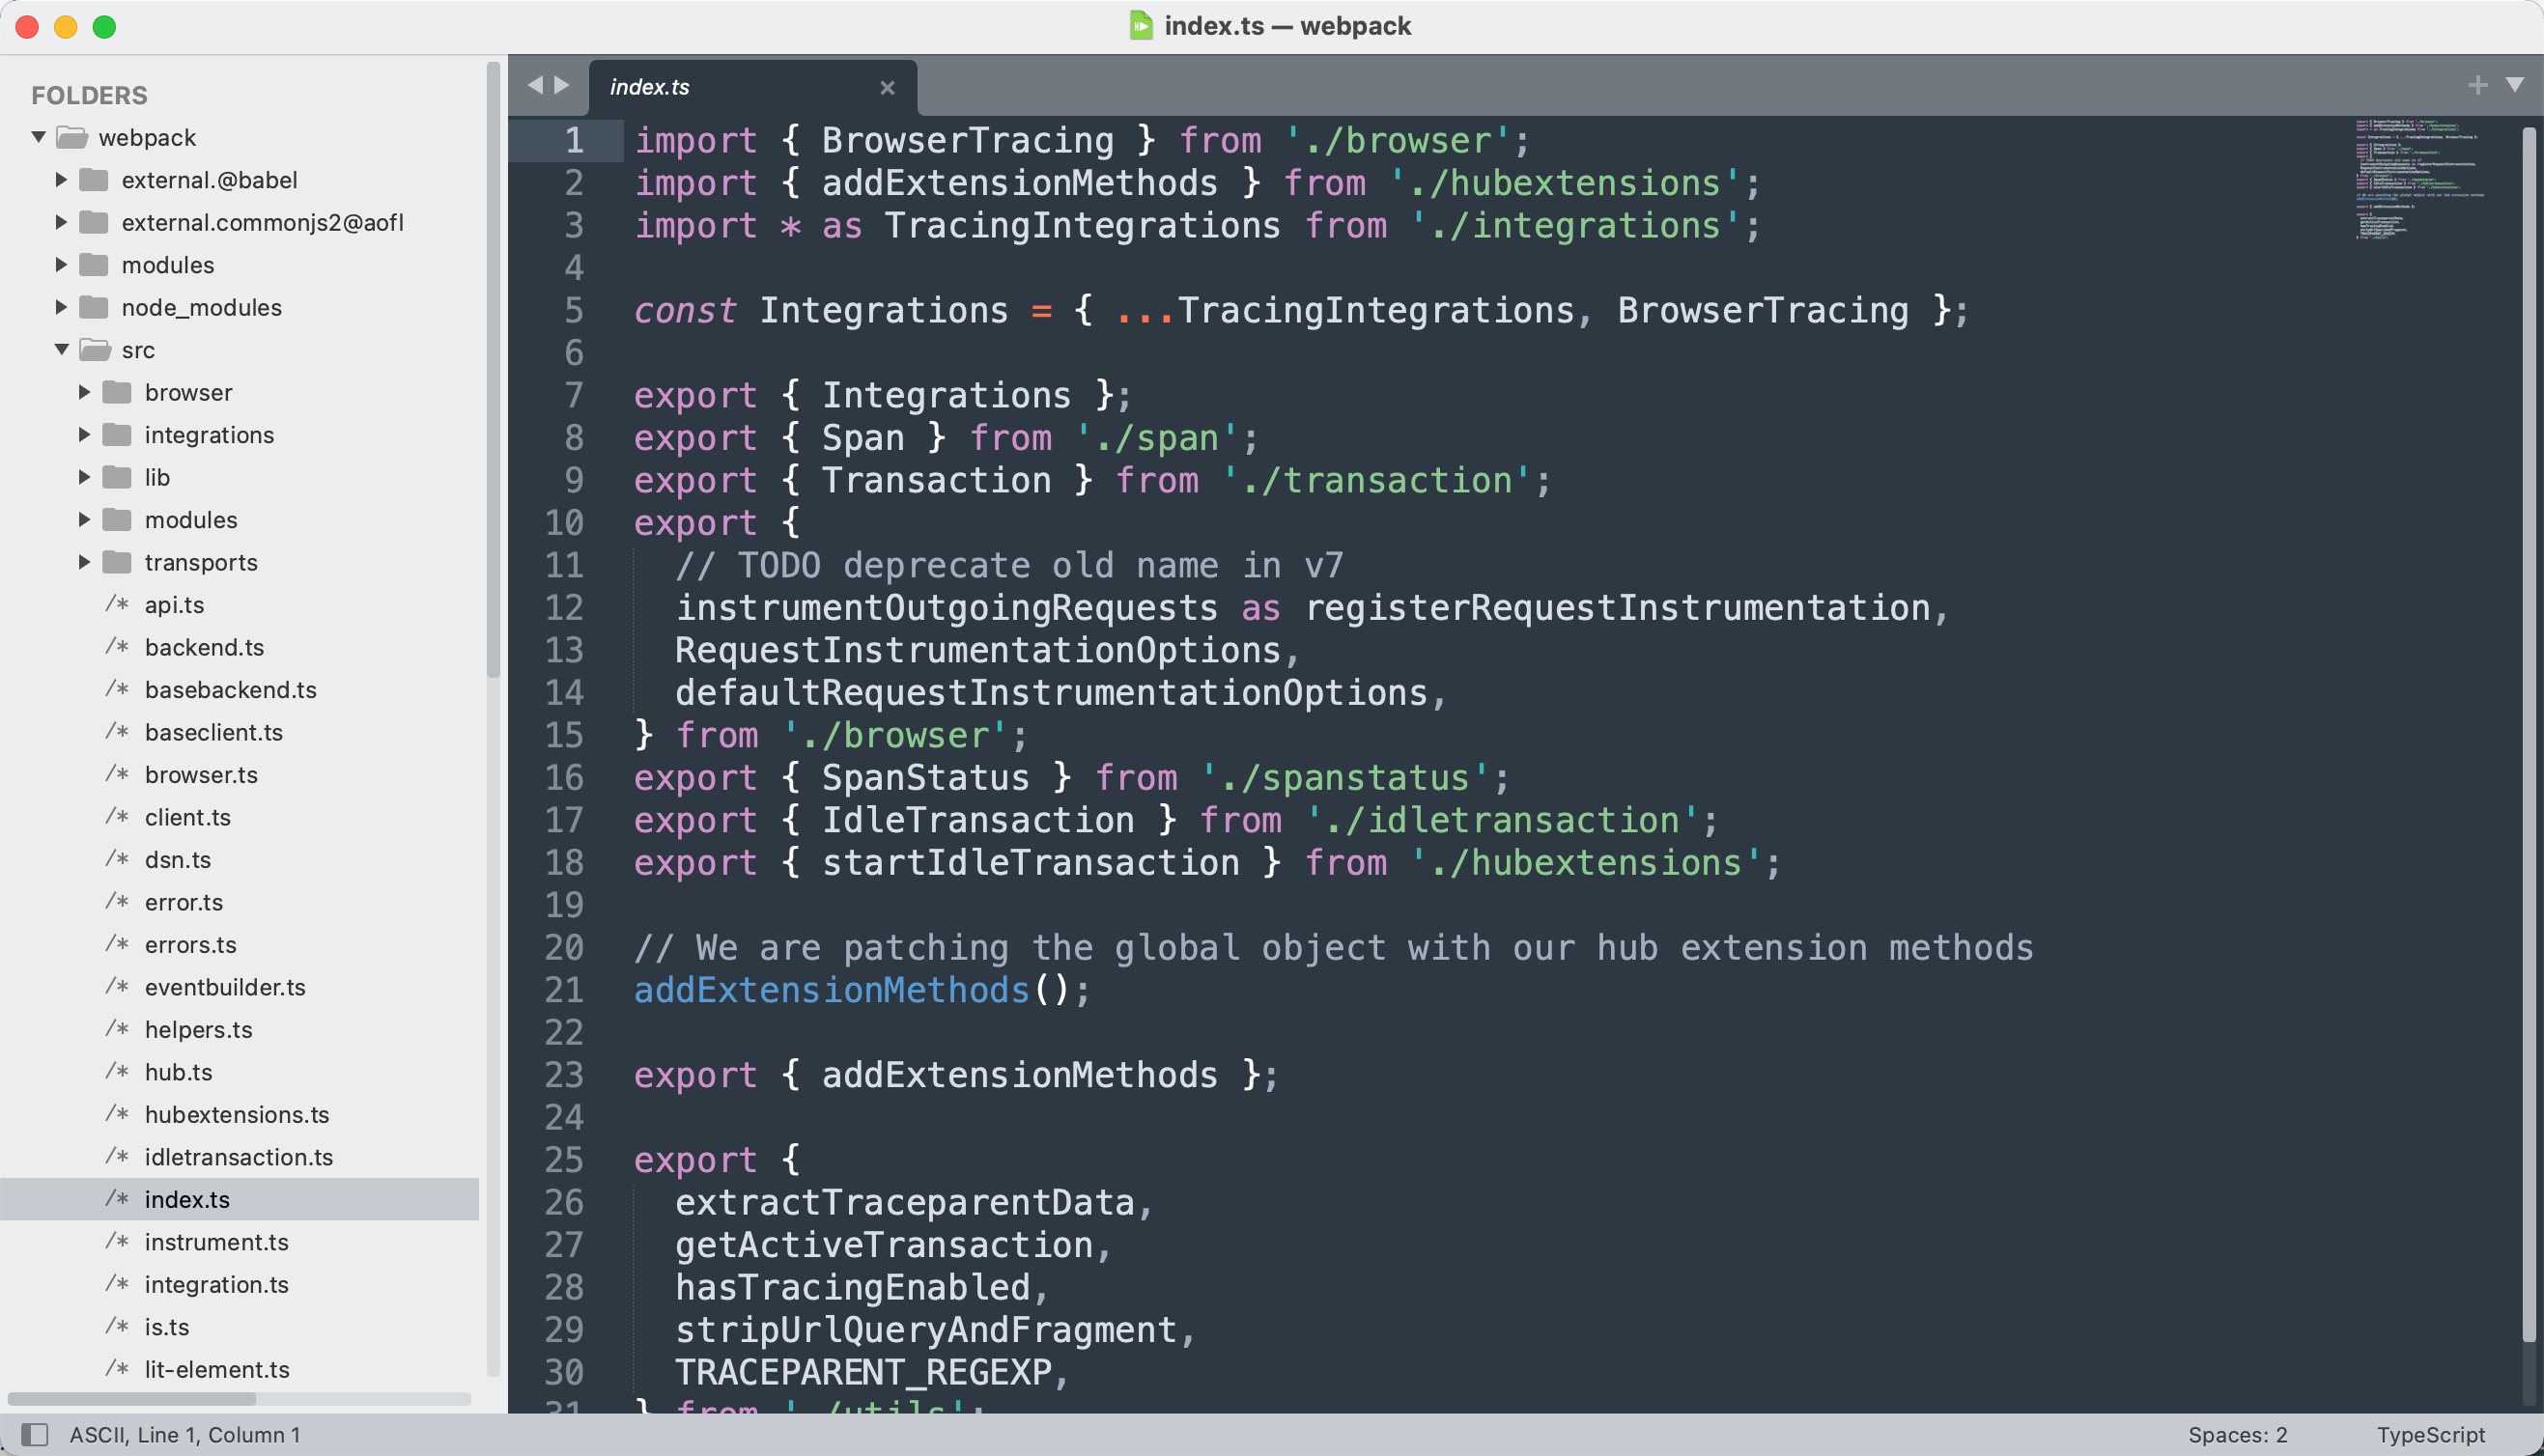 index.ts — webpack
FOLDERS
webpack
external.@babel
external.commonjs2@aofl
modules
node_modules
src
browser
integrations
lib
modules
transports
/* api.ts
/* backend.ts
/* basebackend.ts
/* baseclient.ts
/* browser.ts
/* client.ts
/* dsn.ts
/* error.ts
/* errors.ts
/* eventbuilder.ts
/* helpers.ts
/* hub.ts
/* hubextensions.ts
/* idletransaction.ts
/* index.ts
/* instrument.ts
/* integration.ts
/* is.ts
/* lit-element.ts
index.ts
1 import { BrowserTracing } from './browser';
2 import { addExtensionMethods } from './hubextensions';
3 import * as TracingIntegrations from './integrations';
4
5 const Integrations = { ...TracingIntegrations, BrowserTracing };
6
7 export { Integrations };
8 export { Span } from './span';
9 export { Transaction } from './transaction';
10 export {
11   // TODO deprecate old name in v7
12   instrumentOutgoingRequests as registerRequestInstrumentation,
13   RequestInstrumentationOptions,
14   defaultRequestInstrumentationOptions,
15 } from './browser';
16 export { SpanStatus } from './spanstatus';
17 export { IdleTransaction } from './idletransaction';
18 export { startIdleTransaction } from './hubextensions';
19
20 // We are patching the global object with our hub extension methods
21 addExtensionMethods();
22
23 export { addExtensionMethods };
24
25 export {
26   extractTraceparentData,
27   getActiveTransaction,
28   hasTracingEnabled,
29   stripUrlQueryAndFragment,
30   TRACEPARENT_REGEXP,
31 } from './utils';
ASCII, Line 1, Column 1
Spaces: 2
TypeScript